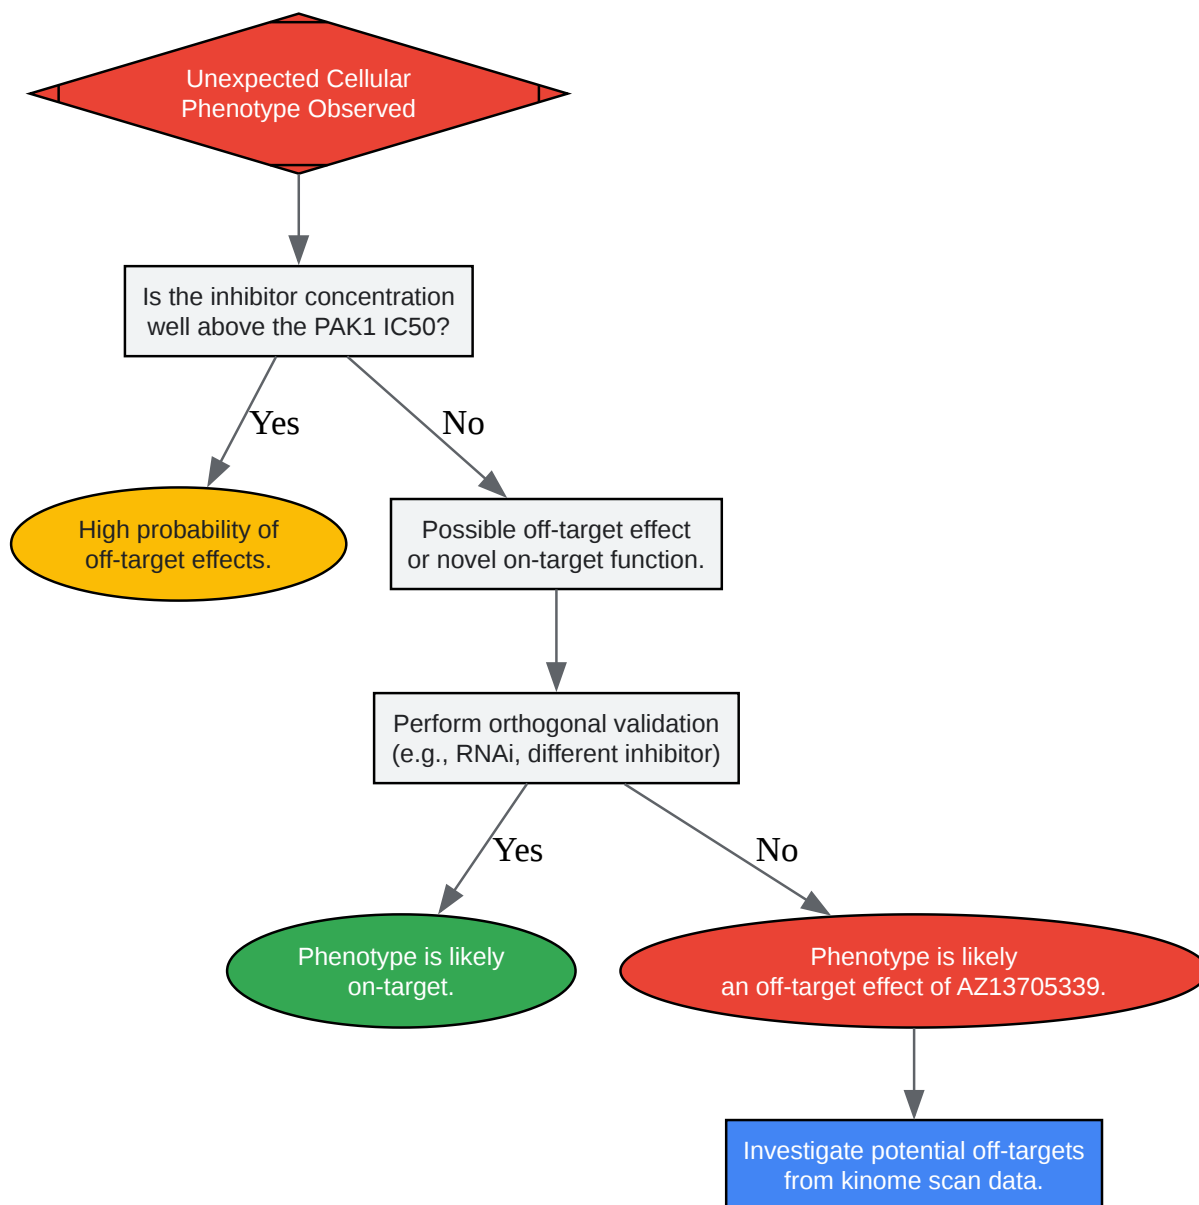 Unexpected Cellular
Phenotype Observed
Is the inhibitor concentration
well above the PAK1 IC50?
Yes
No
High probability of
off-target effects.
Possible off-target effect
or novel on-target function.
Perform orthogonal validation
(e.g., RNAi, different inhibitor)
Yes
No
Phenotype is likely
on-target.
Phenotype is likely
an off-target effect of AZ13705339.
Investigate potential off-targets
from kinome scan data.